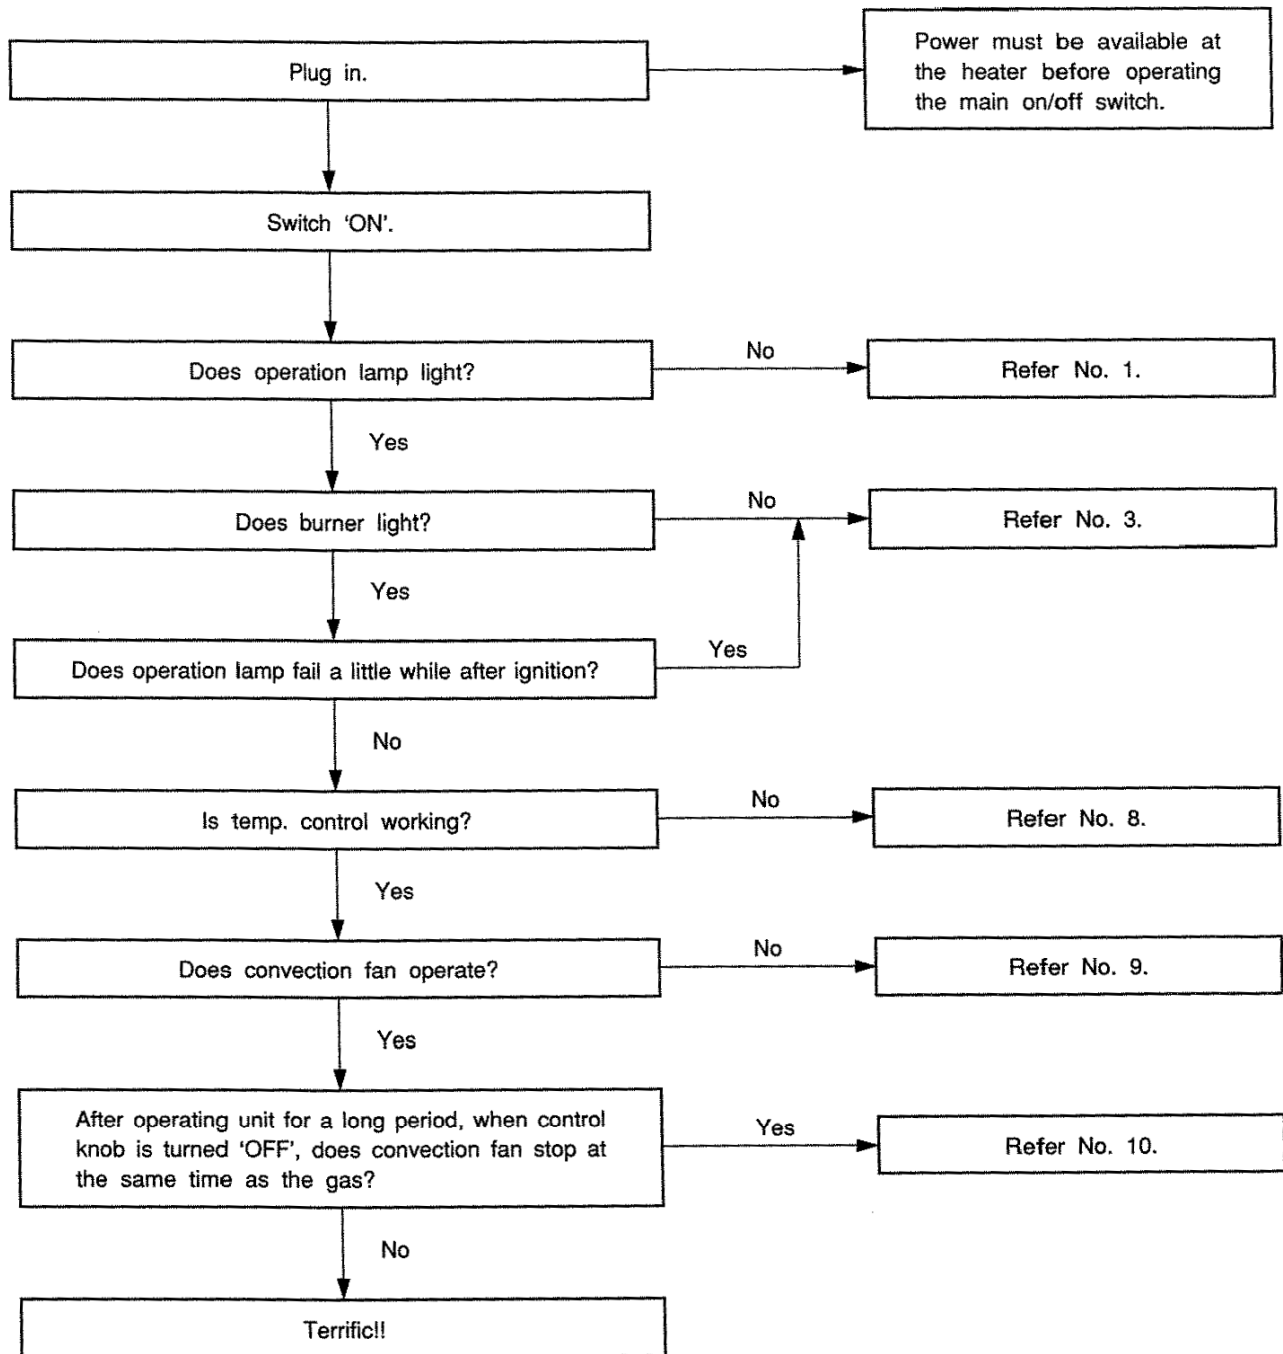 Plug in.
Power must be available at
the heater before operating
the main on/off switch.
Switch ‘ON’.
Does operation lamp light?
No
Refer No. 1.
Yes
Does burner light?
No
Refer No. 3.
Yes
Does operation lamp fail a little while after ignition?
Yes
No
Is temp. control working?
No
Refer No. 8.
Yes
Does convection fan operate?
No
Refer No. 9.
Yes
After operating unit for a long period, when control
knob is turned ‘OFF’, does convection fan stop at
the same time as the gas?
Yes
Refer No. 10.
No
Terrific!!